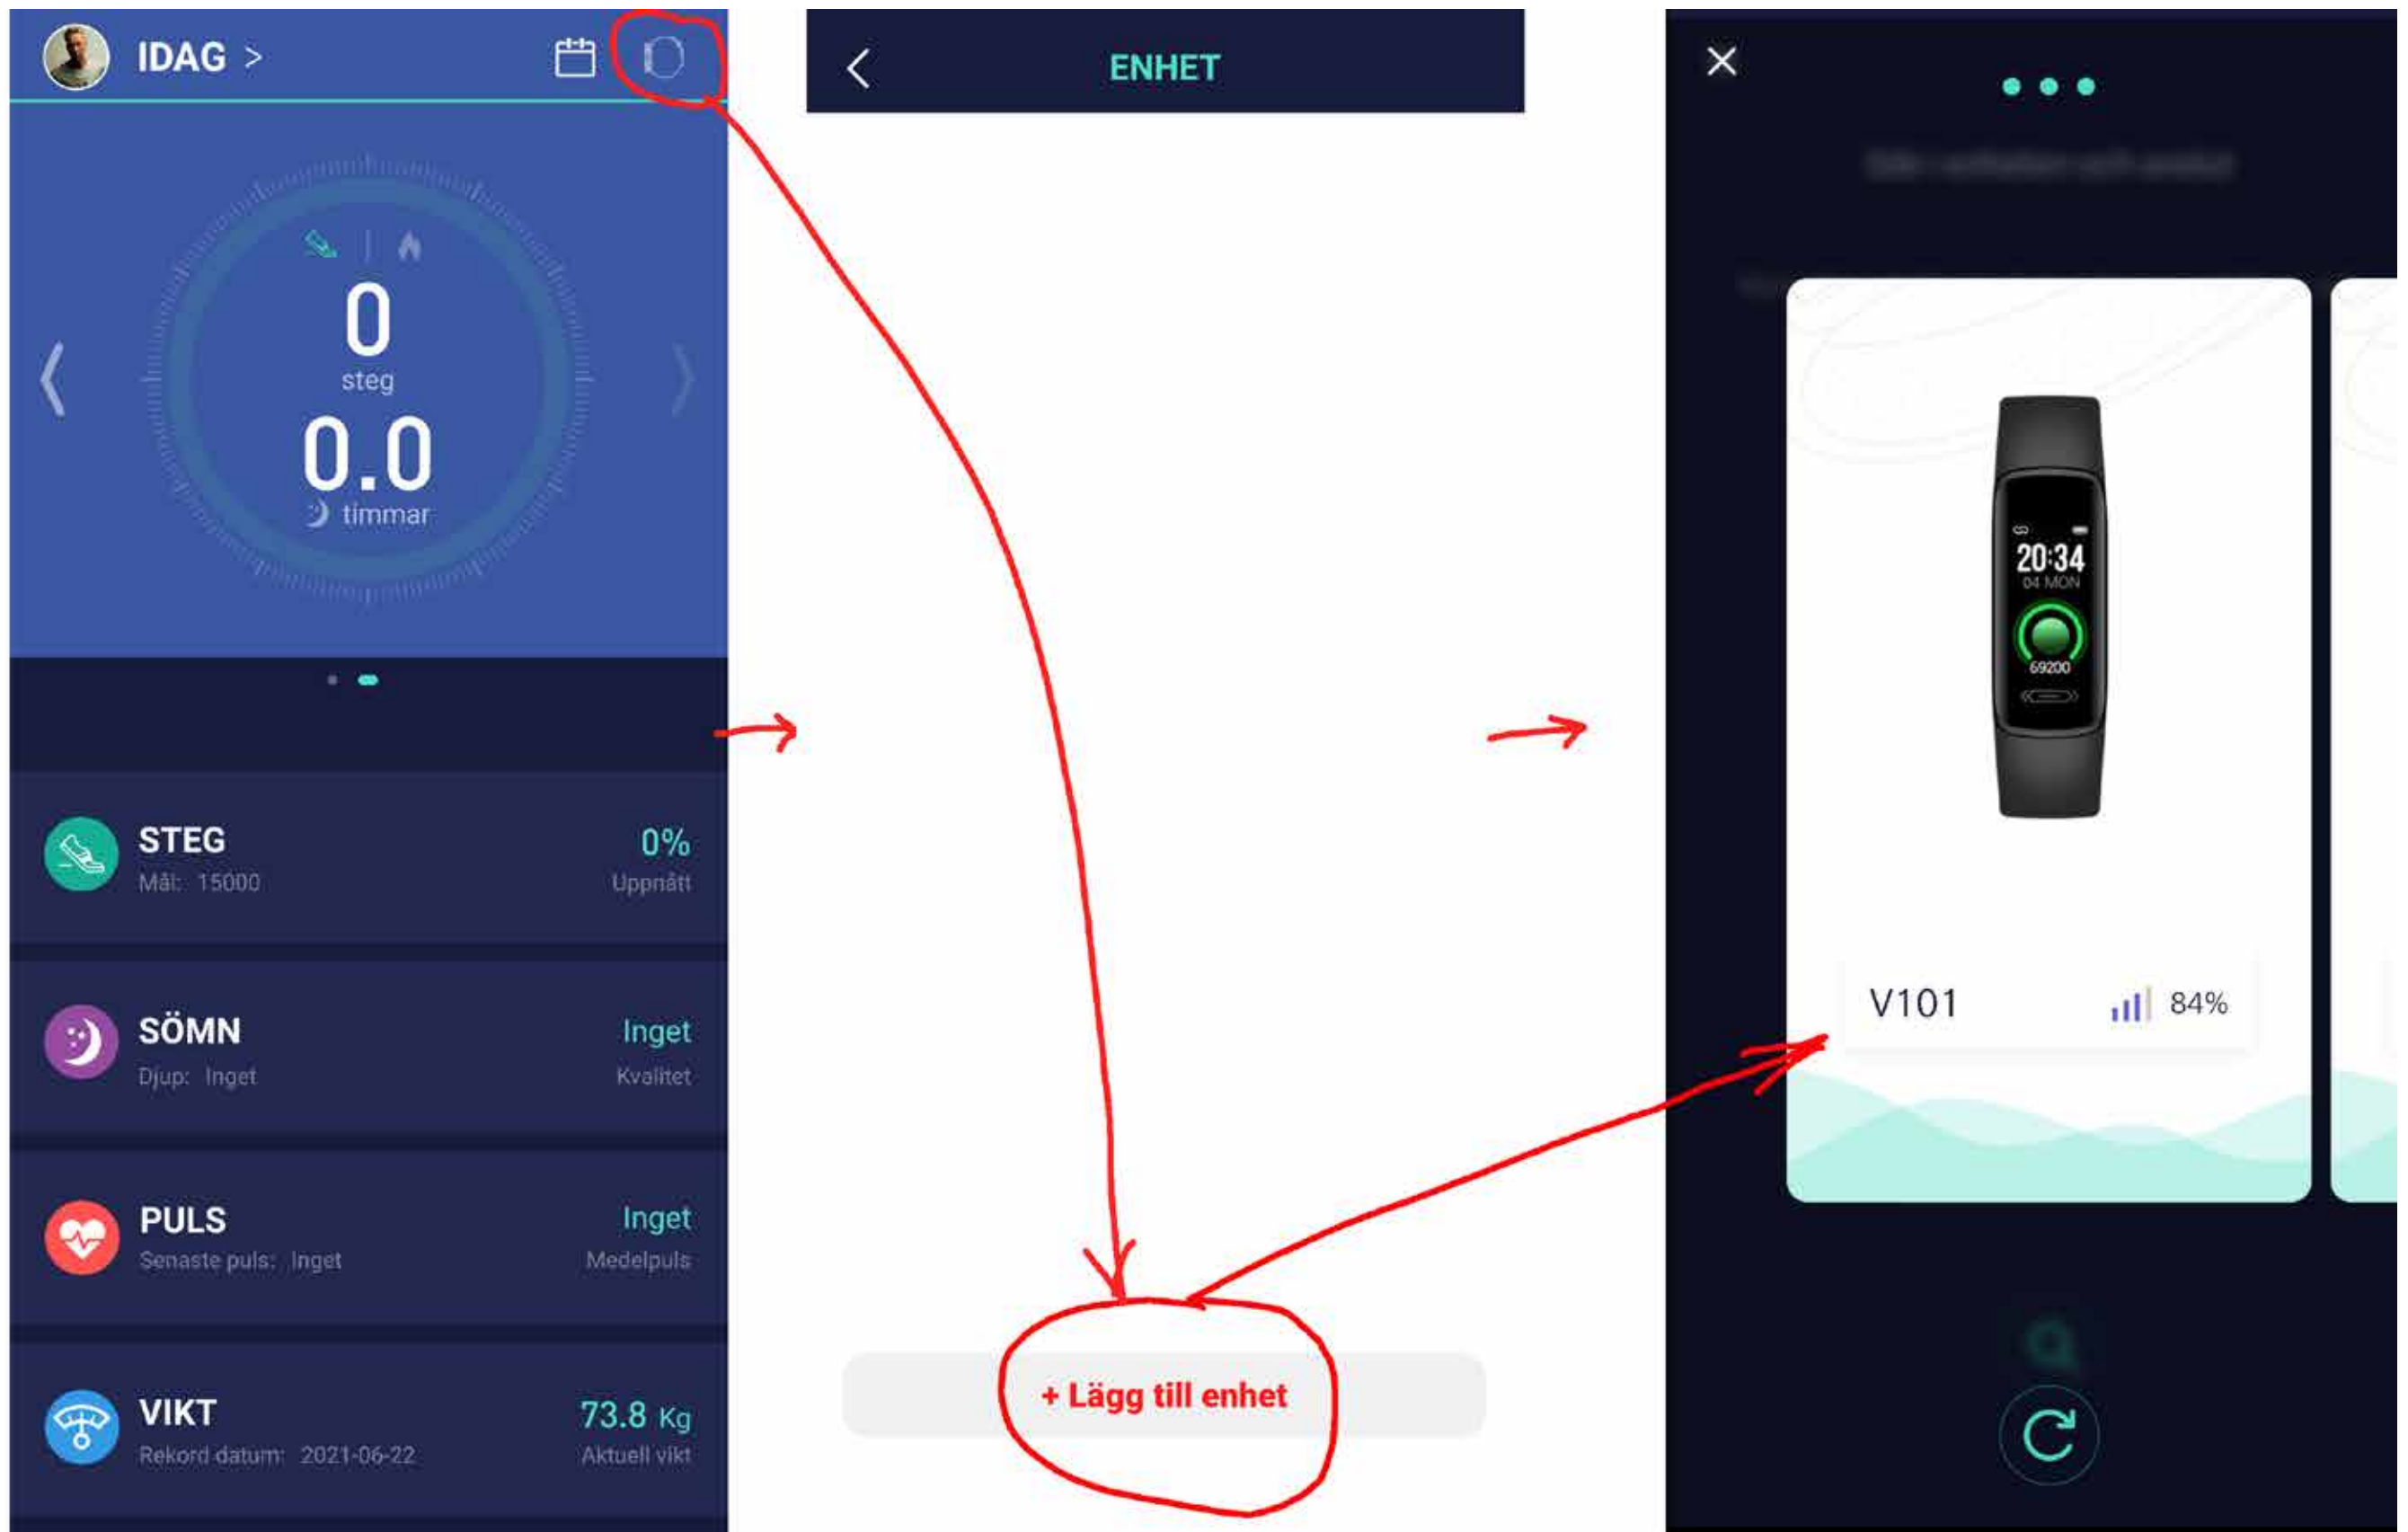 IDAG >
0
steg
0.0
timmar
STEG
0%
Mål: 15000
Uppnått
SÖMN
Inget
Djup: Inget
Kvalitet
PULS
Inget
Senaste puls: Inget
Medelpuls
VIKT
73.8 Kg
Rekord datum: 2021-06-22
Aktuell vikt
ENHET
+ Lägg till enhet
20:34
04 MON
69200
V101
84%